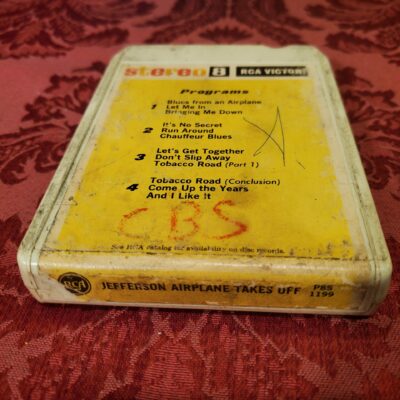 stereo 8 RCA VICTOR
Programs
1 Blues from an Airplane
Let Me In
Bringing Me Down
2 It's No Secret
Run Around
Chauffeur Blues
3 Let's Get Together
Don't Slip Away
Tobacco Road (Part 1)
4 Tobacco Road (Conclusion)
Come Up the Years
And I Like It
CBS
See RCA catalog for availability on disc records.
RCA JEFFERSON AIRPLANE TAKES OFF P8S
1199